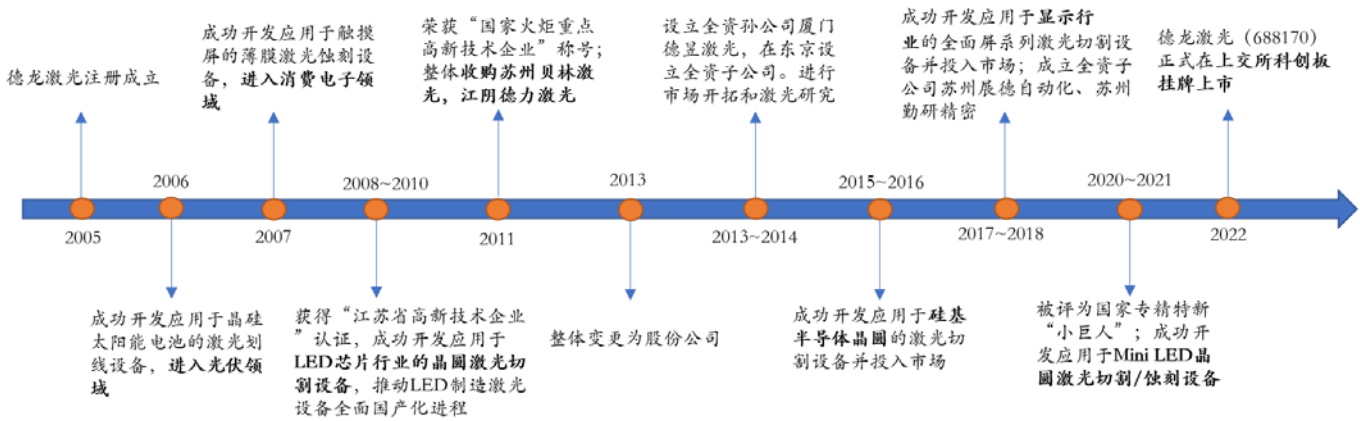 德龙激光注册成立
2005
2006
成功开发应用于晶硅
太阳能电池的激光划
线设备，进入光伏领
域
成功开发应用于触摸
屏的薄膜激光蚀刻设
备，进入消费电子领
域
2007
2008~2010
获得“江苏省高新技术企业
”认证，成功开发应用于
LED芯片行业的晶圆激光切
割设备，推动LED制造激光
设备全面国产化进程
荣获“国家火炬重点
高新技术企业”称号；
整体收购苏州贝林激
光，江阴德力激光
2011
2013
整体变更为股份公司
设立全资孙公司厦门
德昱激光，在东京设
立全资子公司。进行
市场开拓和激光研究
2013~2014
2015~2016
成功开发应用于硅基
半导体晶圆的激光切
割设备并投入市场
成功开发应用于显示行
业的全面屏系列激光切割设
备并投入市场；成立全资子
公司苏州展德自动化、苏州
勤研精密
2017~2018
2020~2021
被评为国家专精特新
“小巨人”；成功开
发应用于Mini LED晶
圆激光切割/蚀刻设备
德龙激光（688170）
正式在上交所科创板
挂牌上市
2022